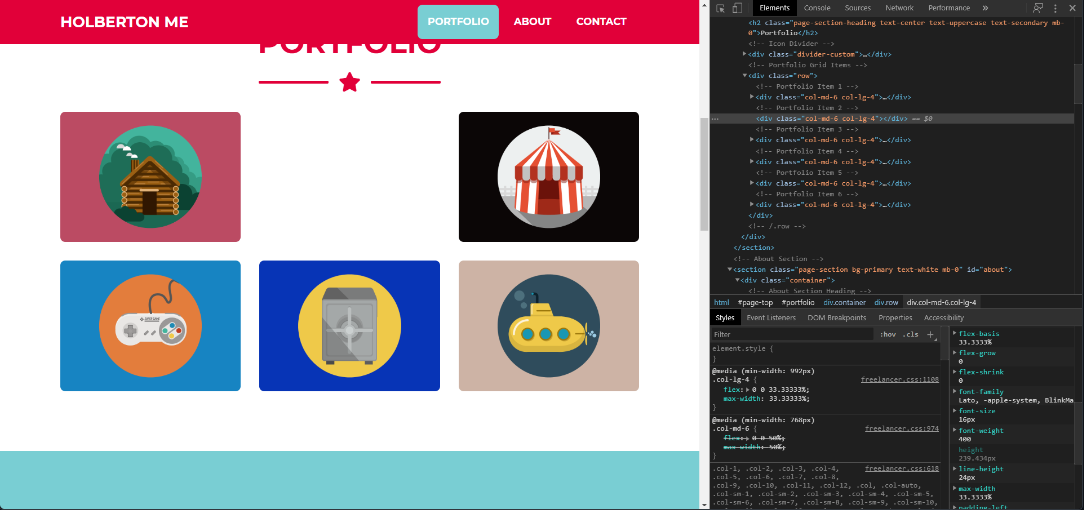 HOLBERTON ME
PORTFOLIO ABOUT CONTACT
PORTFOLIO
Elements Console Sources Network Performance »
<h2 class="page-section-heading text-center text-uppercase text-secondary mb-
0">Portfolio</h2>
<!-- Icon Divider -->
<div class="divider-custom">…</div>
<!-- Portfolio Grid Items -->
<div class="row">
<!-- Portfolio Item 1 -->
<div class="col-md-6 col-lg-4">…</div>
<!-- Portfolio Item 2 -->
… <div class="col-md-6 col-lg-4"></div> == $0
<!-- Portfolio Item 3 -->
<div class="col-md-6 col-lg-4">…</div>
<!-- Portfolio Item 4 -->
<div class="col-md-6 col-lg-4">…</div>
<!-- Portfolio Item 5 -->
<div class="col-md-6 col-lg-4">…</div>
<!-- Portfolio Item 6 -->
<div class="col-md-6 col-lg-4">…</div>
</div>
<!-- /.row -->
</div>
</section>
<!-- About Section -->
<section class="page-section bg-primary text-white mb-0" id="about">
<div class="container">
<!-- About Section Heading -->
html #page-top #portfolio div.container div.row div.col-md-6.col-lg-4
Styles Event Listeners DOM Breakpoints Properties Accessibility
Filter :hov .cls +
element.style {
}
@media (min-width: 992px)
.col-lg-4 { freelancer.css:1108
flex: 0 0 33.33333%;
max-width: 33.33333%;
}
@media (min-width: 768px)
.col-md-6 { freelancer.css:974
flex: 0 0 50%;
max-width: 50%;
}
.col-1, .col-2, .col-3, .col-4, freelancer.css:618
.col-5, .col-6, .col-7, .col-8,
.col-9, .col-10, .col-11, .col-12, .col, .col-auto,
.col-sm-1, .col-sm-2, .col-sm-3, .col-sm-4, .col-sm-5,
.col-sm-6, .col-sm-7, .col-sm-8, .col-sm-9, .col-sm-10,
flex-basis
33.3333%
flex-grow
0
flex-shrink
0
font-family
Lato, -apple-system, BlinkMa
font-size
16px
font-weight
400
height
239.434px
line-height
24px
max-width
33.3333%
padding-left